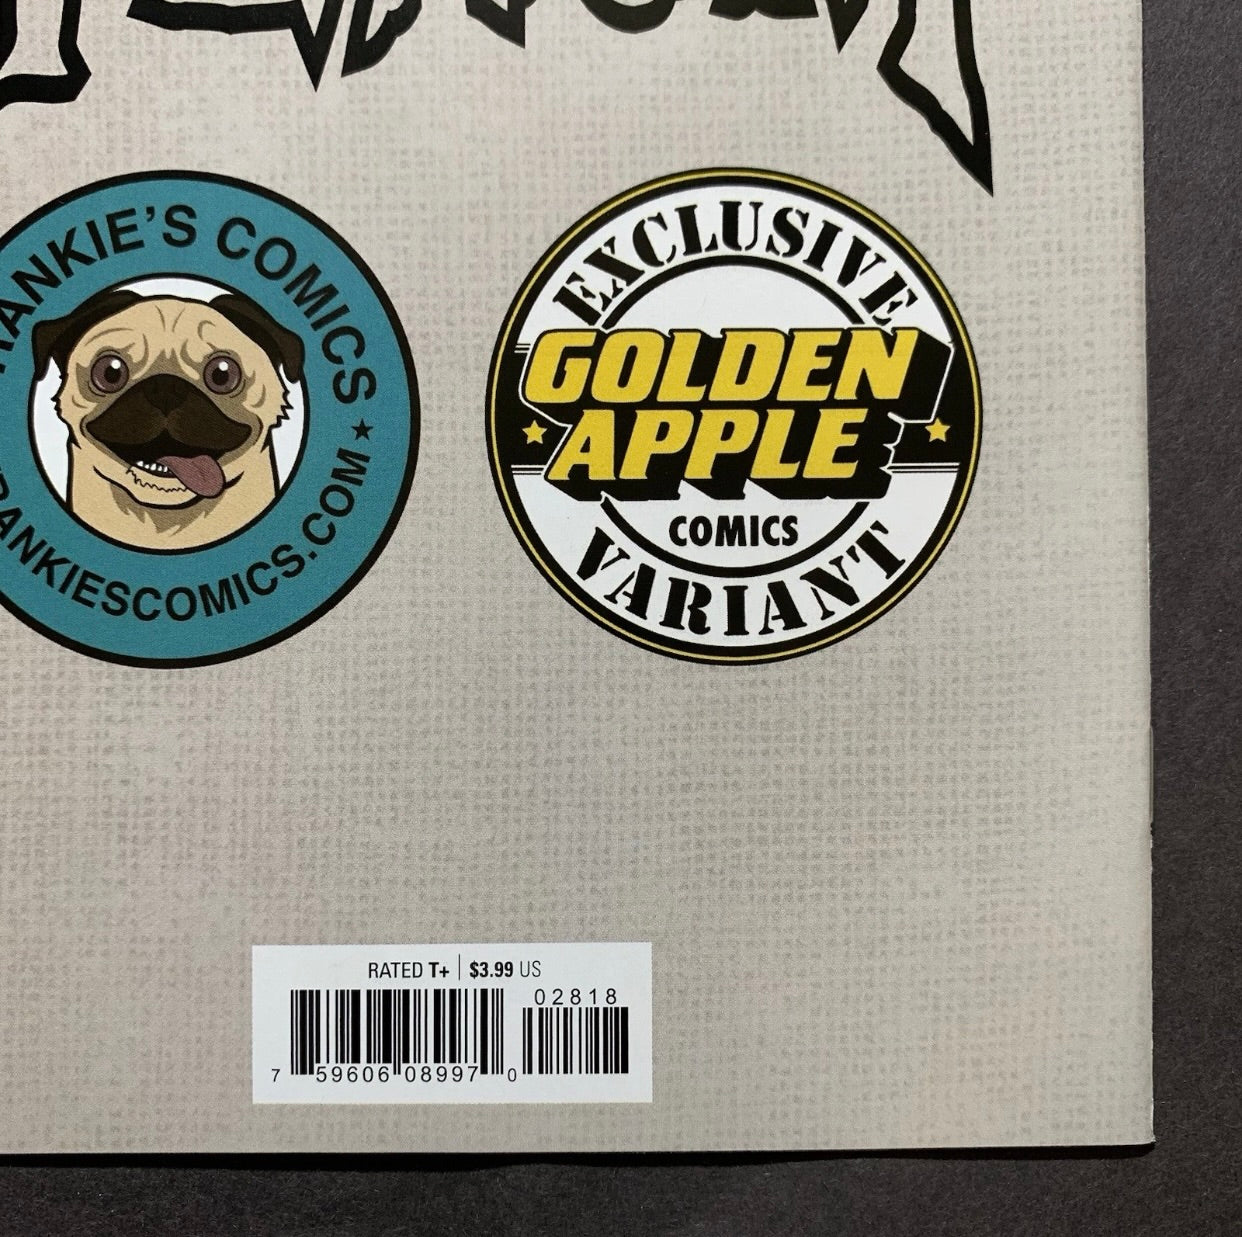 RANKIE'S COMICS
RANKIESCOMICS.COM
EXCLUSIVE
GOLDEN
APPLE
COMICS
VARIANT
RATED T+ | $3.99 US
02818
7 59606 08997 0